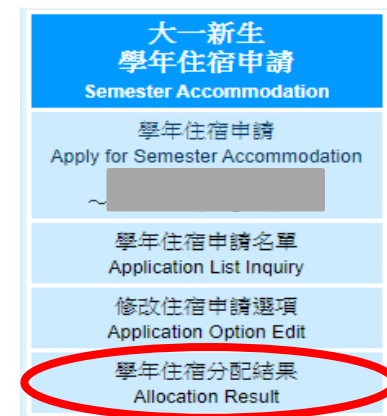 大一新生
學年住宿申請
Semester Accommodation
學年住宿申請
Apply for Semester Accommodation
～
學年住宿申請名單
Application List Inquiry
修改住宿申請選項
Application Option Edit
學年住宿分配結果
Allocation Result